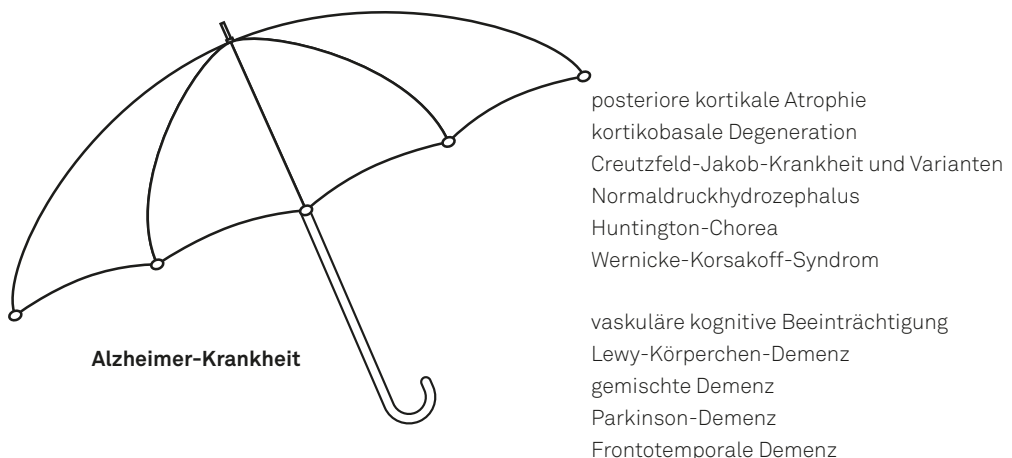 posteriore kortikale Atrophie
kortikobasale Degeneration
Creutzfeld-Jakob-Krankheit und Varianten
Normaldruckhydrozephalus
Huntington-Chorea
Wernicke-Korsakoff-Syndrom
vaskuläre kognitive Beeinträchtigung
Alzheimer-Krankheit
Lewy-Körperchen-Demenz
gemischte Demenz
Parkinson-Demenz
Frontotemporale Demenz